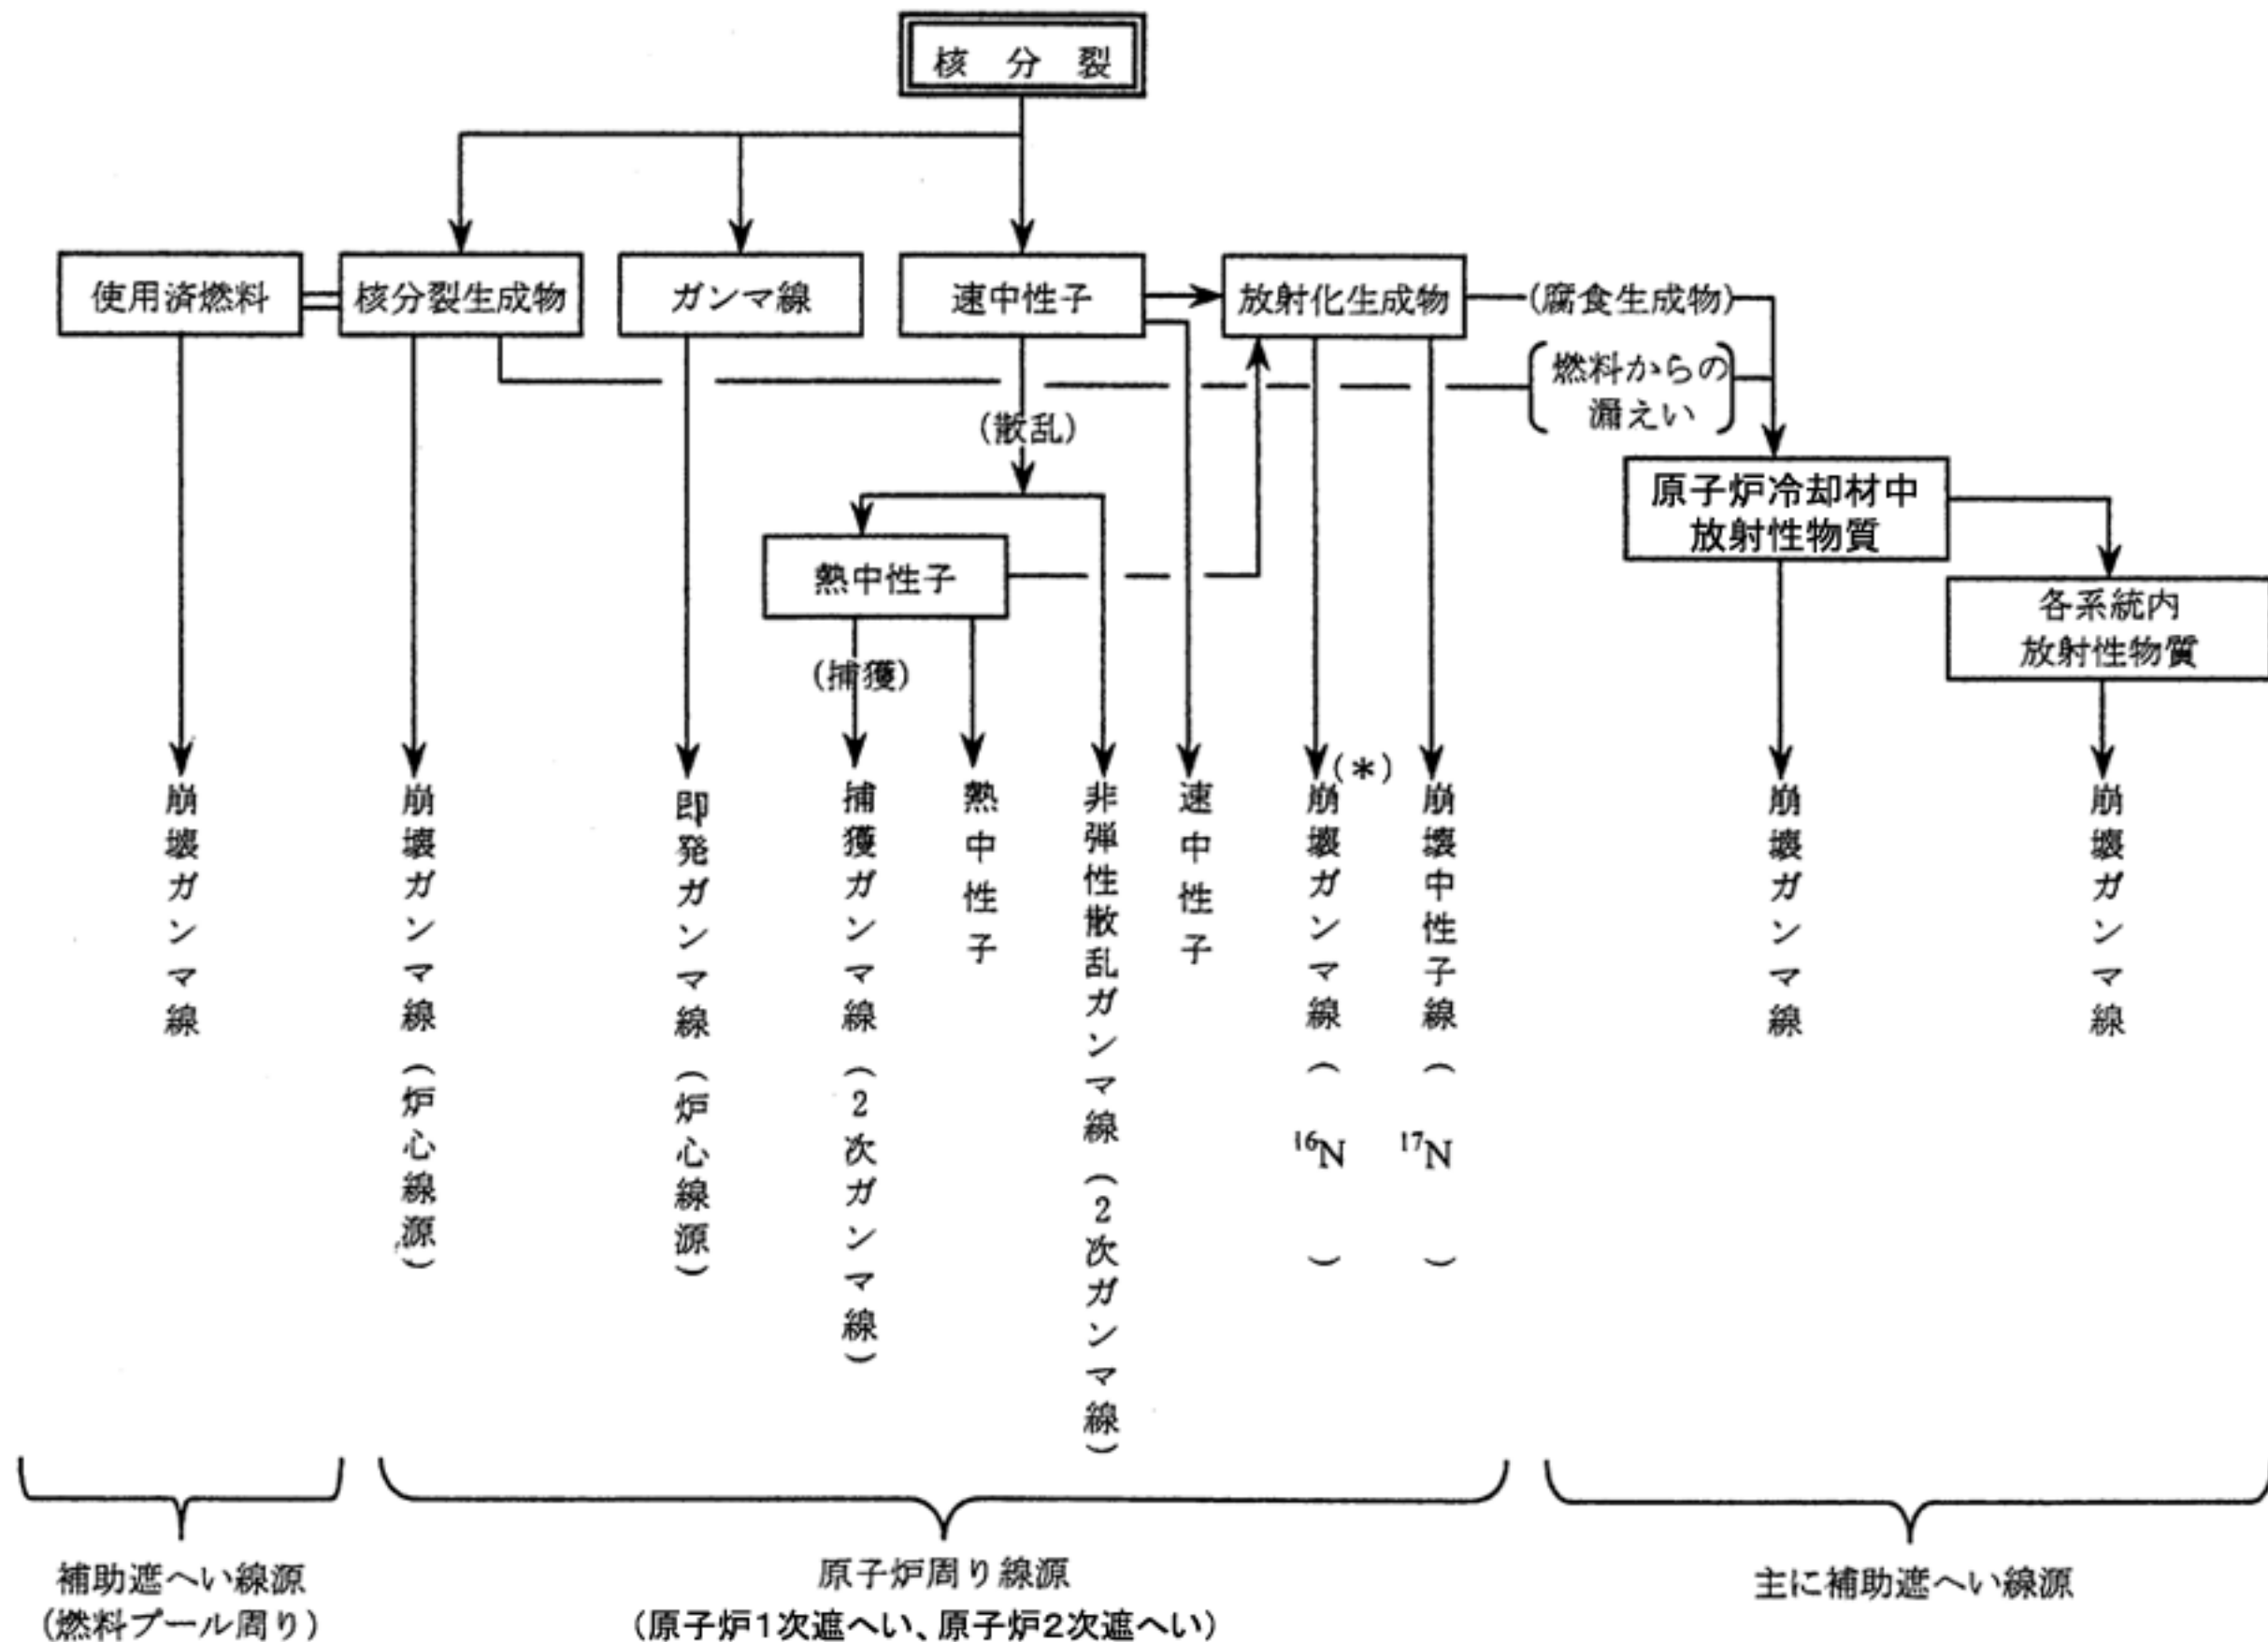 核分裂
使用済燃料
核分裂生成物
ガンマ線
速中性子
放射化生成物
(腐食生成物)
燃料からの
漏えい
(散乱)
原子炉冷却材中
放射性物質
熱中性子
各系統内
放射性物質
(捕獲)
崩壊ガンマ線
崩壊ガンマ線(炉心線源)
即発ガンマ線(炉心線源)
捕獲ガンマ線(2次ガンマ線)
熱中性子
非弾性散乱ガンマ線(2次ガンマ線)
速中性子
(*)
崩壊ガンマ線(¹⁶N)
崩壊中性子線(¹⁷N)
崩壊ガンマ線
崩壊ガンマ線
補助遮へい線源
(燃料プール周り)
原子炉周り線源
(原子炉1次遮へい、原子炉2次遮へい)
主に補助遮へい線源